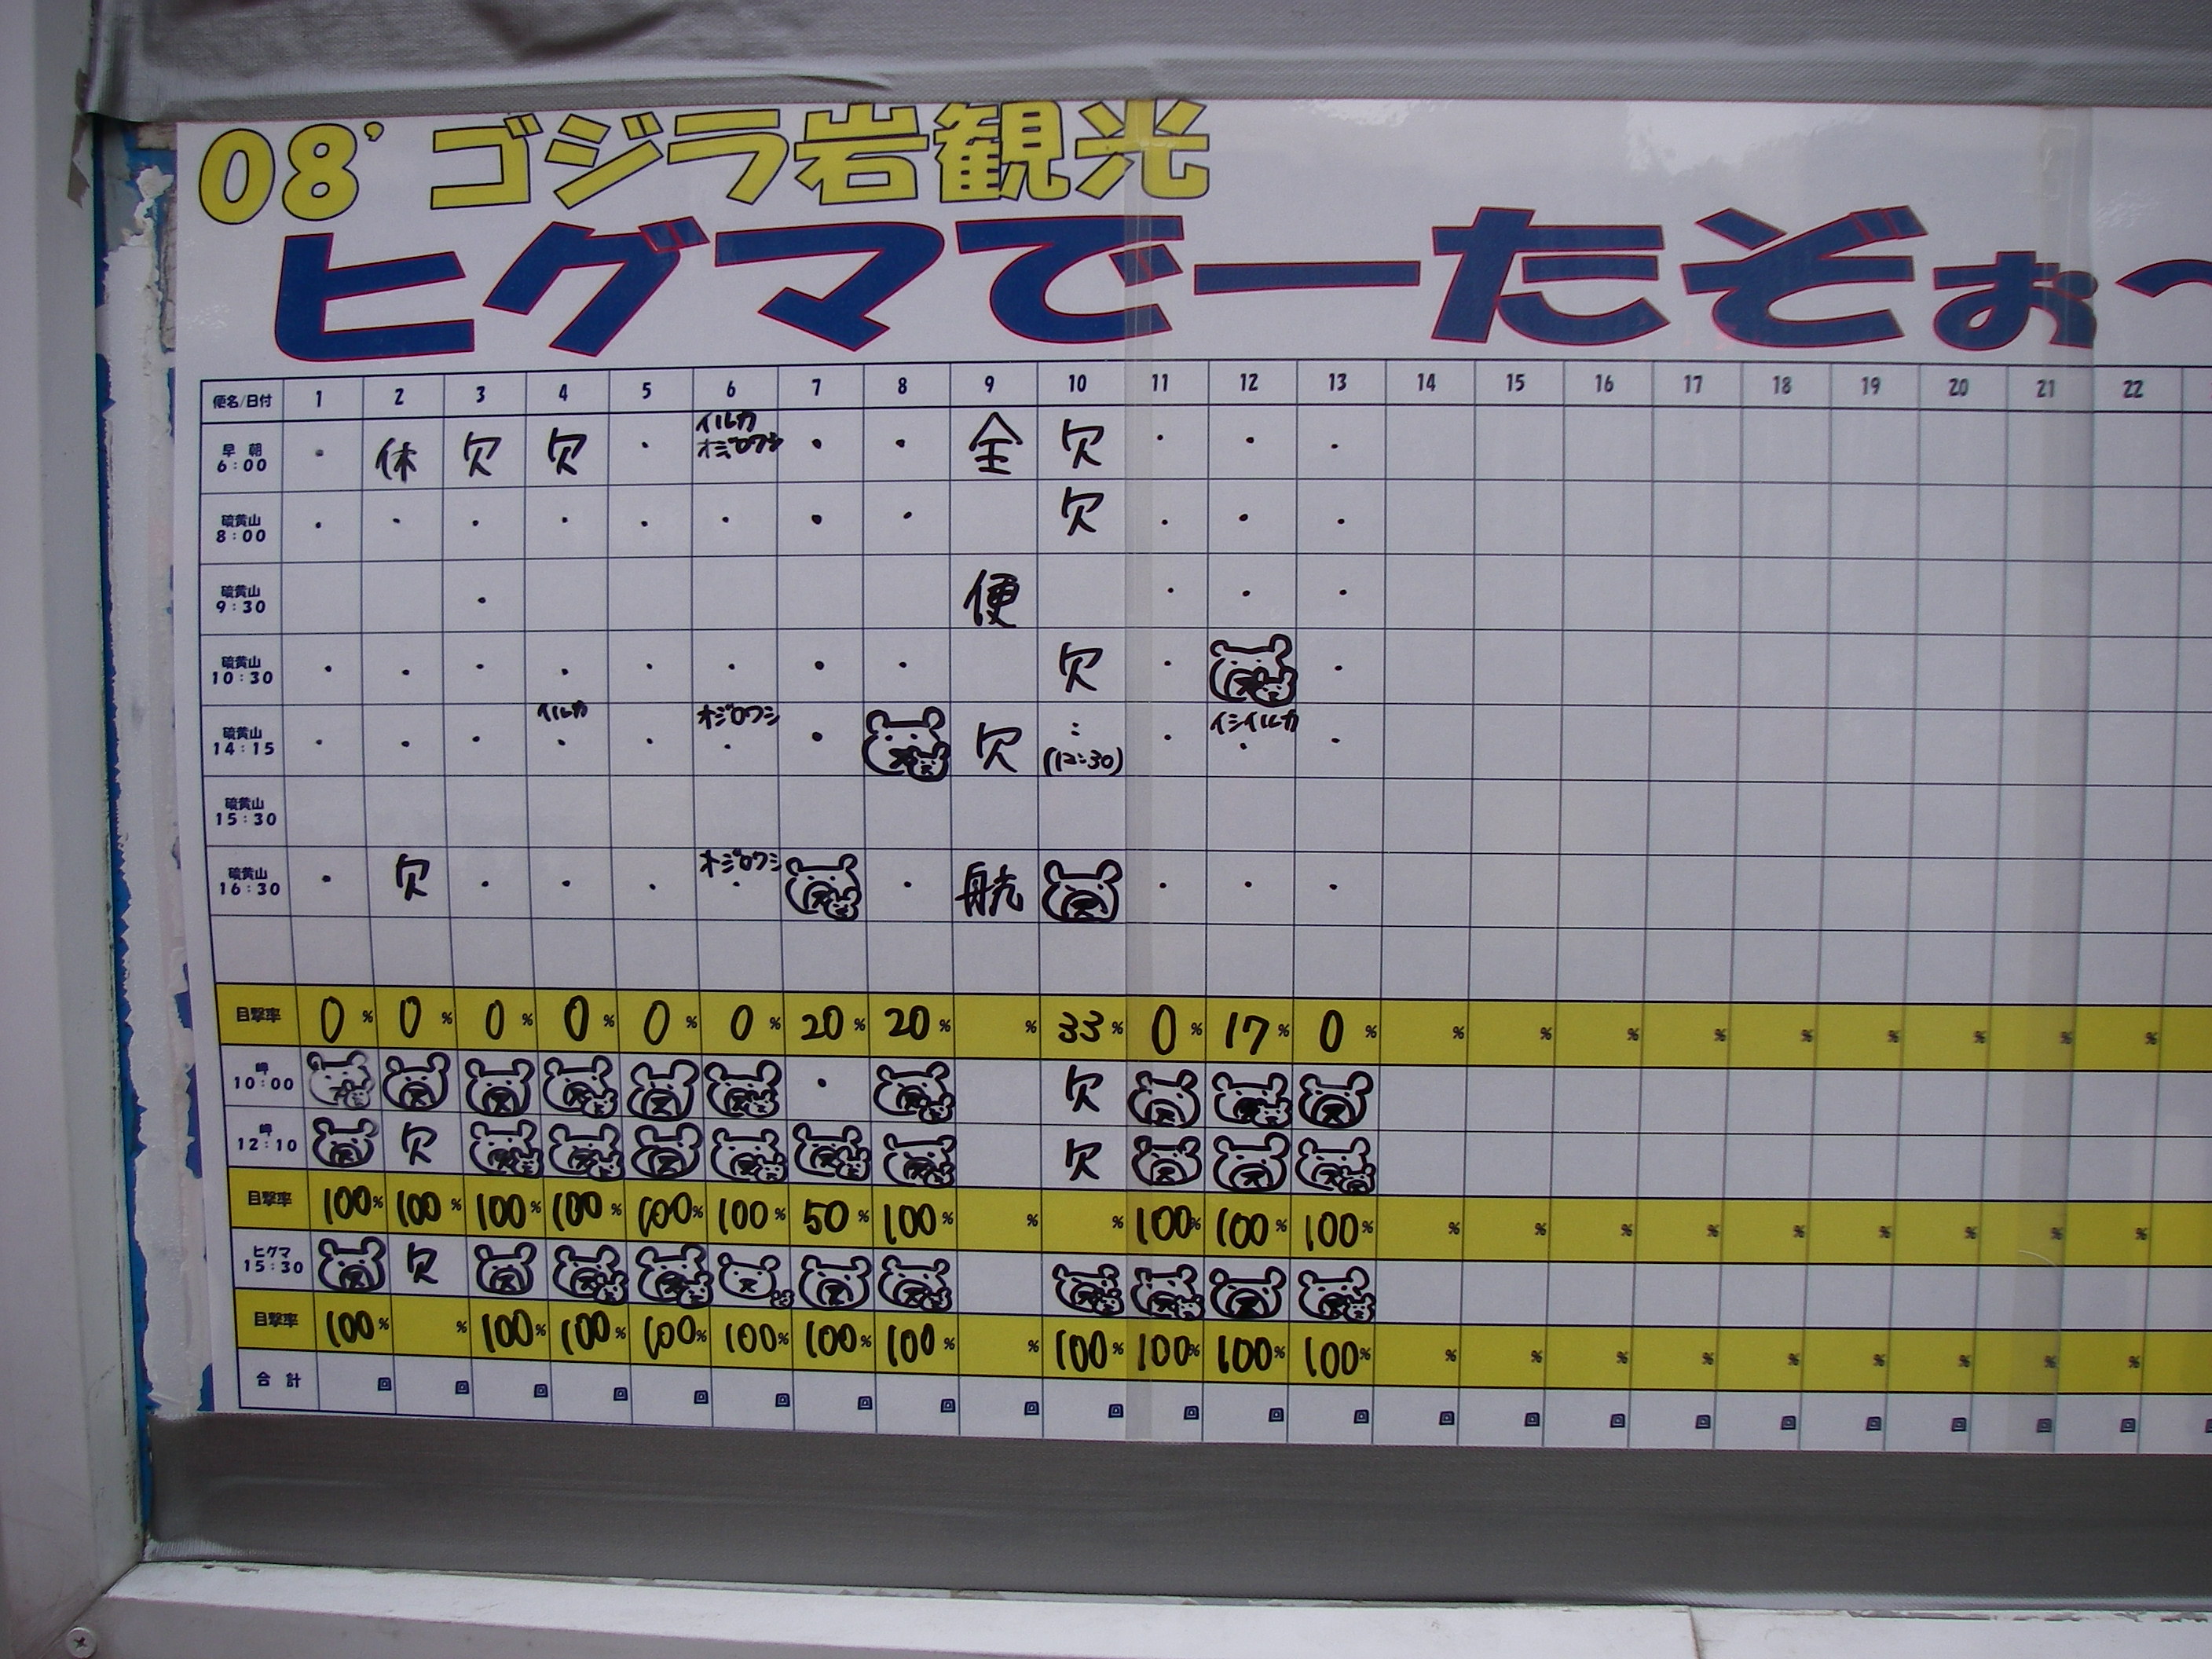 08’ ゴジラ岩観光
ヒグマでーたぞぉ〜
便名/日付 1 2 3 4 5 6 7 8 9 10 11 12 13 14 15 16 17 18 19 20 21 22
早朝 6:00 ・ 休 欠 欠 ・ イルカ オジロワシ ・ ・ 全 欠 ・ ・ ・
硫黄山 8:00 ・ ・ ・ ・ ・ ・ ・ ・ 欠 ・ ・ ・
硫黄山 9:30 ・ 便 ・ ・ ・
硫黄山 10:30 ・ ・ ・ ・ ・ ・ ・ ・ 欠 ・ ・
硫黄山 14:15 ・ ・ ・ イルカ ・ ・ オジロワシ ・ ・ 欠 : (12:30) ・ イシイルカ ・ ・
硫黄山 15:30
硫黄山 16:30 ・ 欠 ・ ・ ・ オジロワシ ・ ・ 航 ・ ・ ・
目撃率 0% 0% 0% 0% 0% 0% 20% 20% % 33% 0% 17% 0% % % % % % % % % %
岬 10:00 ・ 欠
岬 12:10 欠 欠
目撃率 100% 100% 100% 100% 100% 100% 50% 100% % % 100% 100% 100% % % % % % % % % %
ヒグマ 15:30 欠
目撃率 100% % 100% 100% 100% 100% 100% 100% % 100% 100% 100% 100% % % % % % % % % %
合計 回 回 回 回 回 回 回 回 回 回 回 回 回 回 回 回 回 回 回 回 回 回